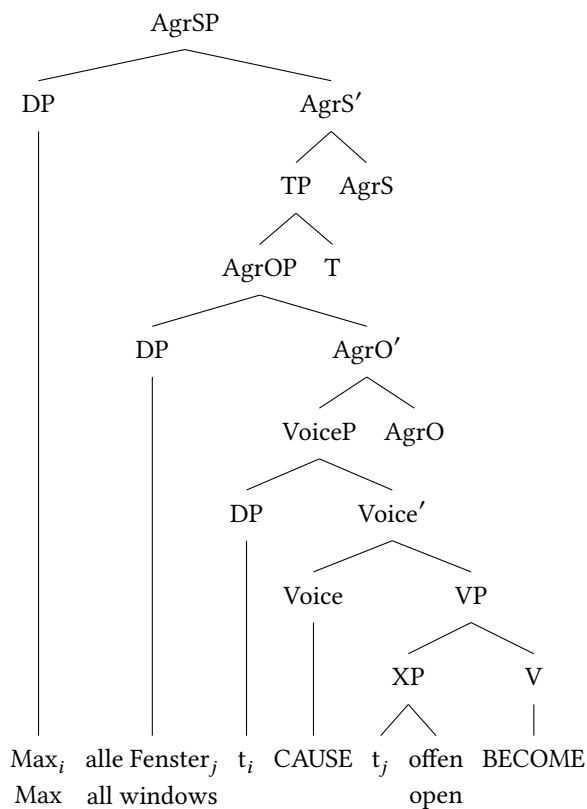 AgrSP
DP AgrS′
TP AgrS
AgrOP T
DP AgrO′
VoiceP AgrO
DP Voice′
Voice VP
XP V
Maxᵢ alle Fensterⱼ tᵢ CAUSE tⱼ offen BECOME
Max all windows open